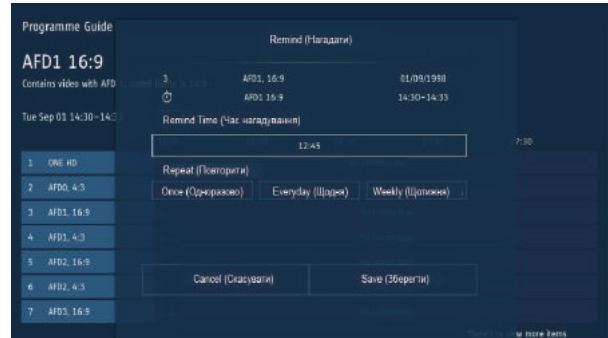 Programme Guide
Remind (Нагадати)
AFD1 16:9
Contains video with AFD
3 AFD1, 16:9 01/09/1998
AFD1 16:9 14:30-14:33
Tue Sep 01 14:30-14:3
Remind Time (Час нагадування)
12:45
7:30
Repeat (Повторити)
Once (Одноразово) Everyday (Щодня) Weekly (Щотижня)
1 ONE HD
2 AFD0, 4:3
3 AFD1, 16:9
4 AFD1, 4:3
5 AFD2, 16:9
6 AFD2, 4:3
7 AFD3, 16:9
Cancel (Скасувати) Save (Зберегти)
more items